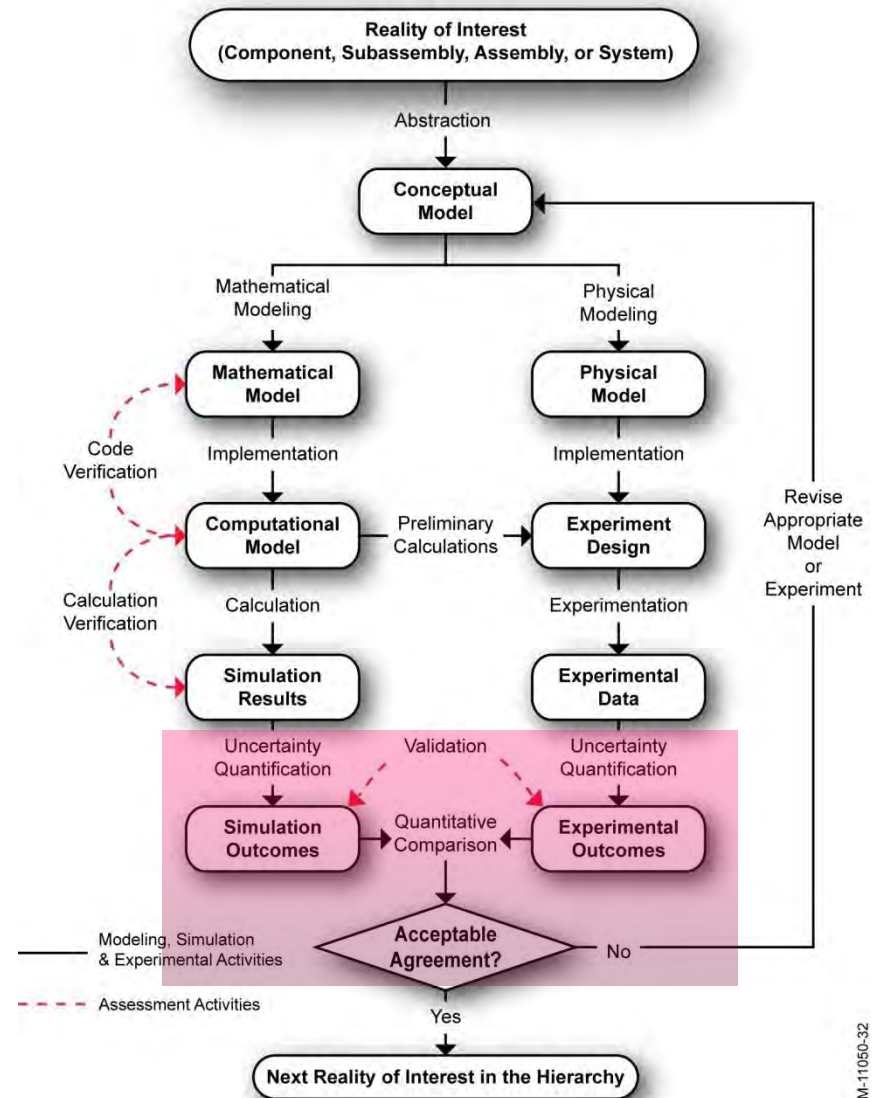 Reality of Interest
(Component, Subassembly, Assembly, or System)
Abstraction
Conceptual
Model
Mathematical
Modeling
Physical
Modeling
Mathematical
Model
Physical
Model
Code
Verification
Implementation
Implementation
Computational
Model
Preliminary
Calculations
Experiment
Design
Revise
Appropriate
Model
or
Experiment
Calculation
Verification
Calculation
Experimentation
Simulation
Results
Experimental
Data
Uncertainty
Quantification
Validation
Uncertainty
Quantification
Simulation
Outcomes
Quantitative
Comparison
Experimental
Outcomes
Acceptable
Agreement?
No
Modeling, Simulation
& Experimental Activities
Assessment Activities
Yes
Next Reality of Interest in the Hierarchy
M-11050-32